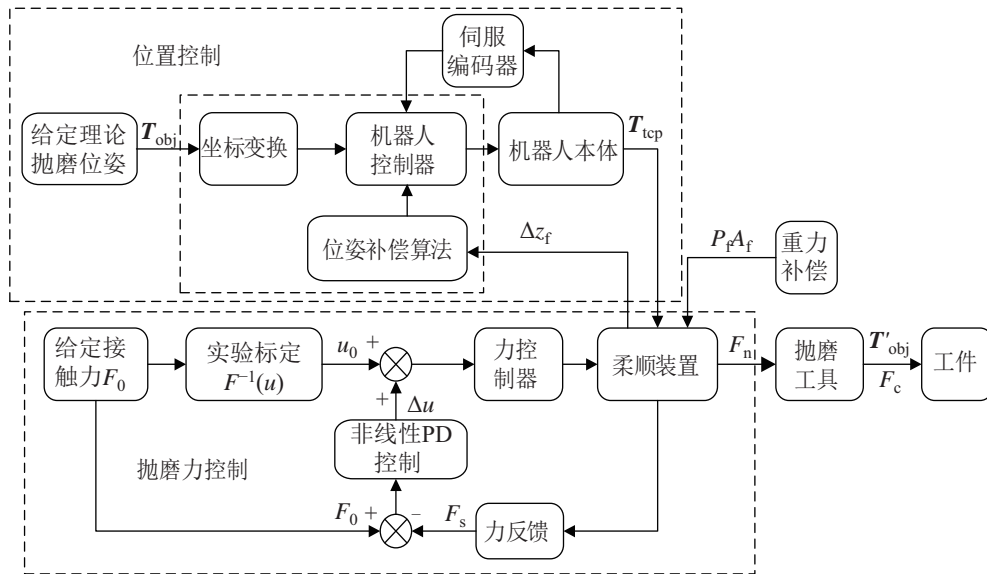 位置控制
伺服
编码器
给定理论
抛磨位姿
T_obj
坐标变换
机器人
控制器
机器人本体
T_tcp
位姿补偿算法
Δz_f
P_f A_f
重力
补偿
给定接
触力F_0
实验标定
F^{-1}(u)
u_0 +
力控
制器
柔顺装置
F_n
抛磨
工具
T'_obj
F_c
工件
+
Δu
非线性PD
控制
抛磨力控制
F_0 +
−
F_s
力反馈